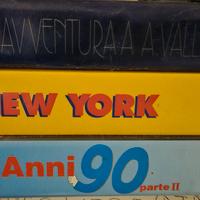 AVVENTURA A VALL
EW YORK
Anni 90
parte II